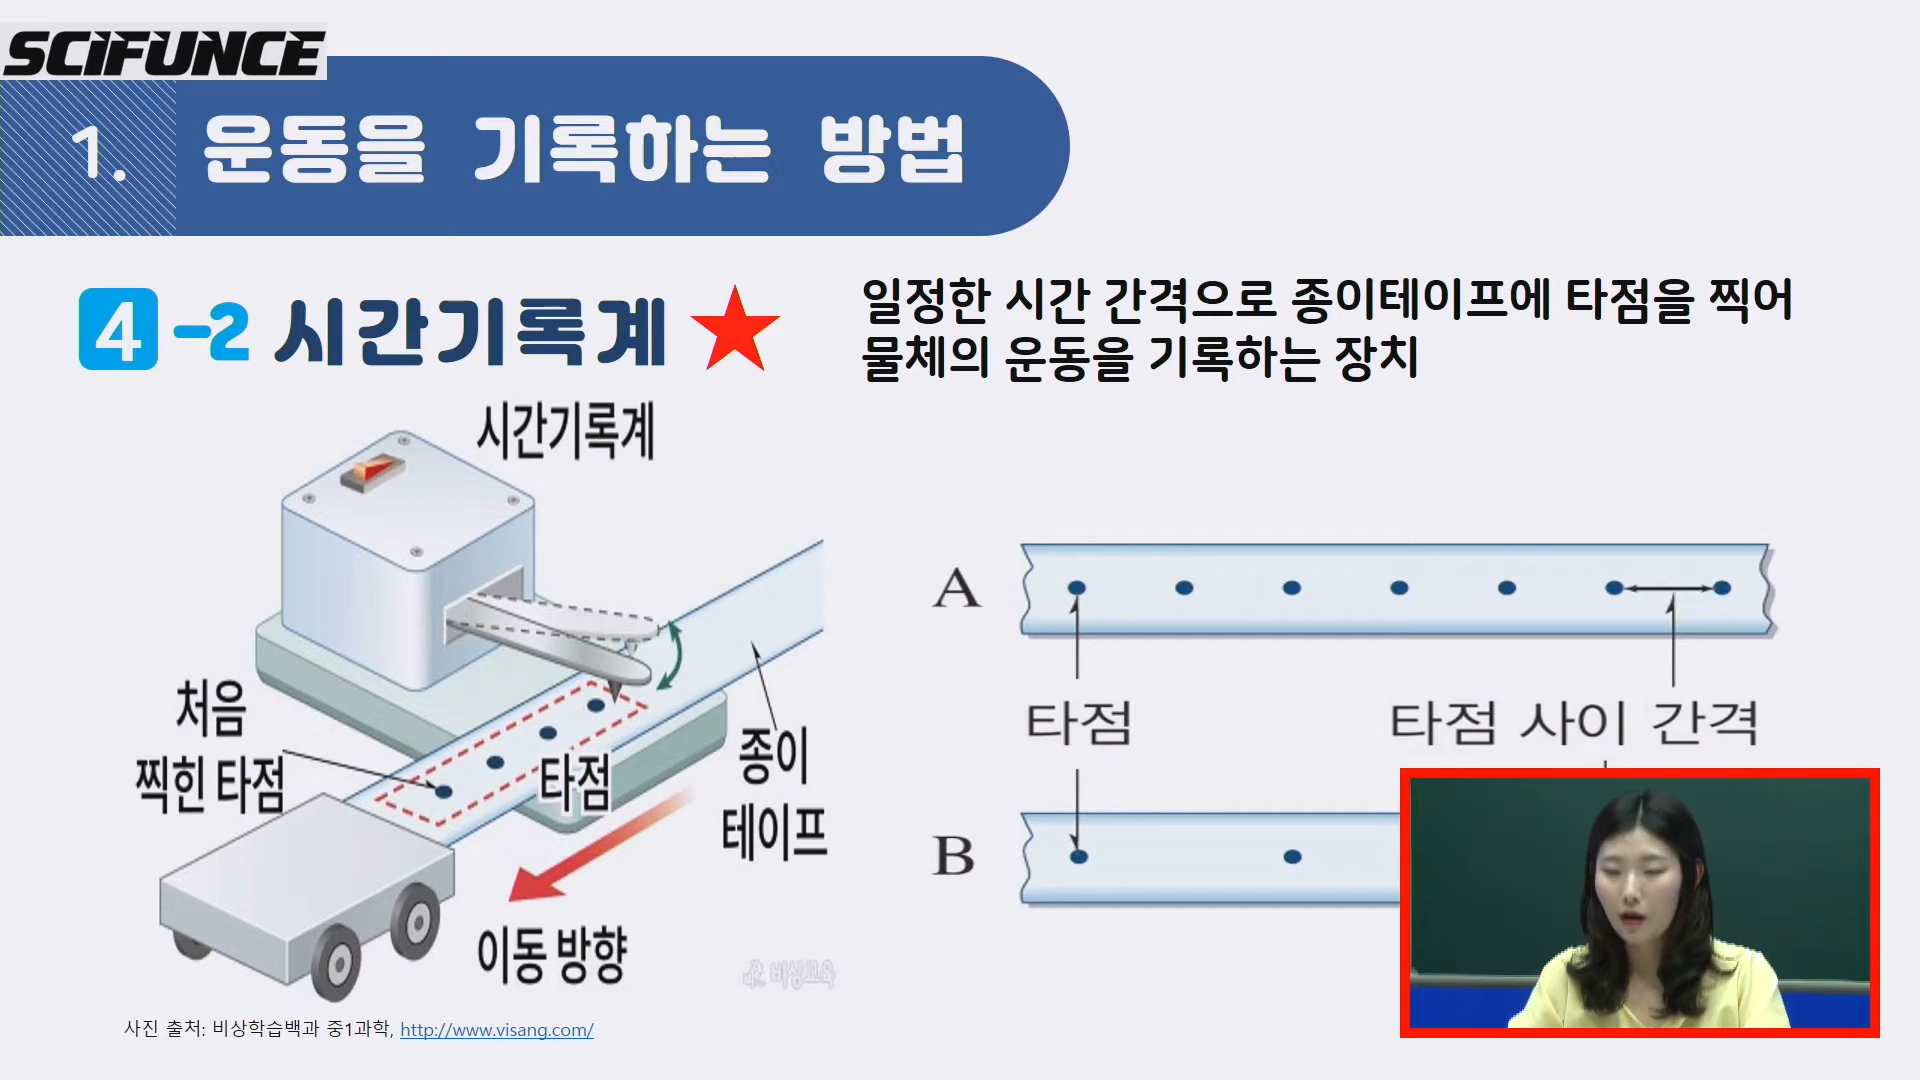 SCIFUNCE
1. 운동을 기록하는 방법
4 -2 시간기록계
일정한 시간 간격으로 종이테이프에 타점을 찍어
물체의 운동을 기록하는 장치
시간기록계
처음
찍힌 타점
타점
종이
테이프
이동 방향
비상교육
A
타점
타점 사이 간격
B
사진 출처: 비상학습백과 중1과학, http://www.visang.com/